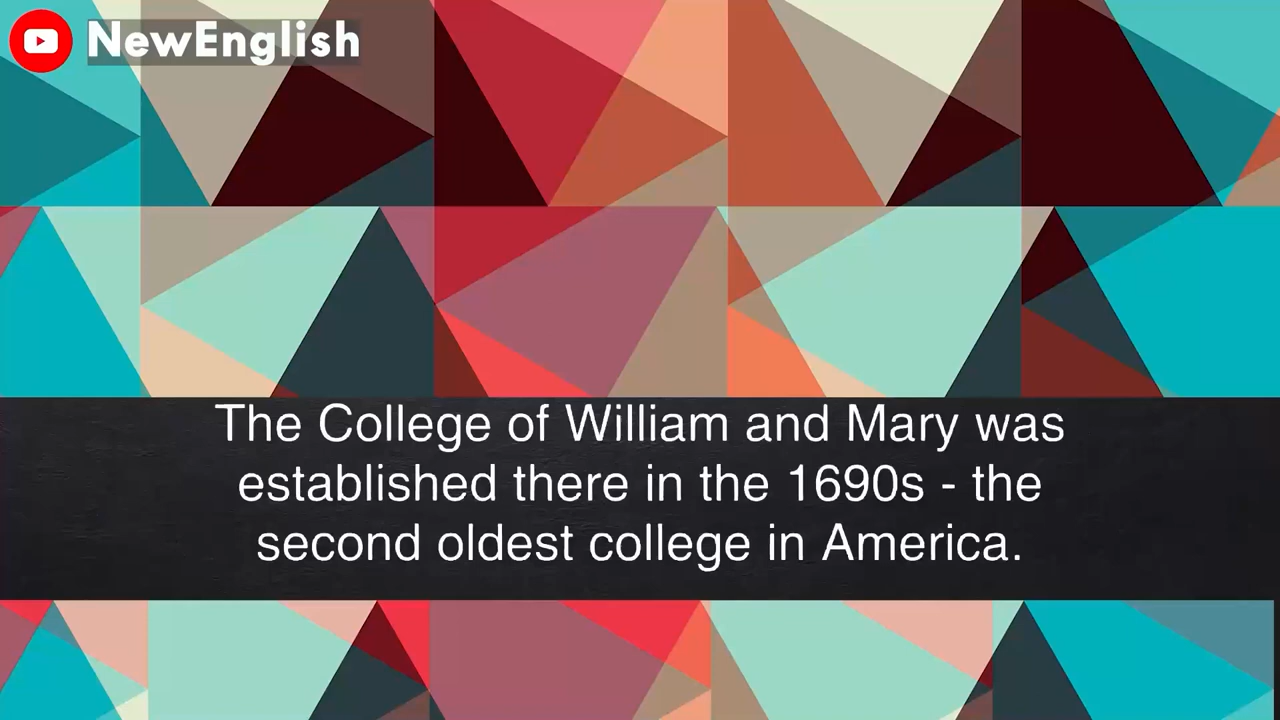 NewEnglish
The College of William and Mary was
established there in the 1690s - the
second oldest college in America.